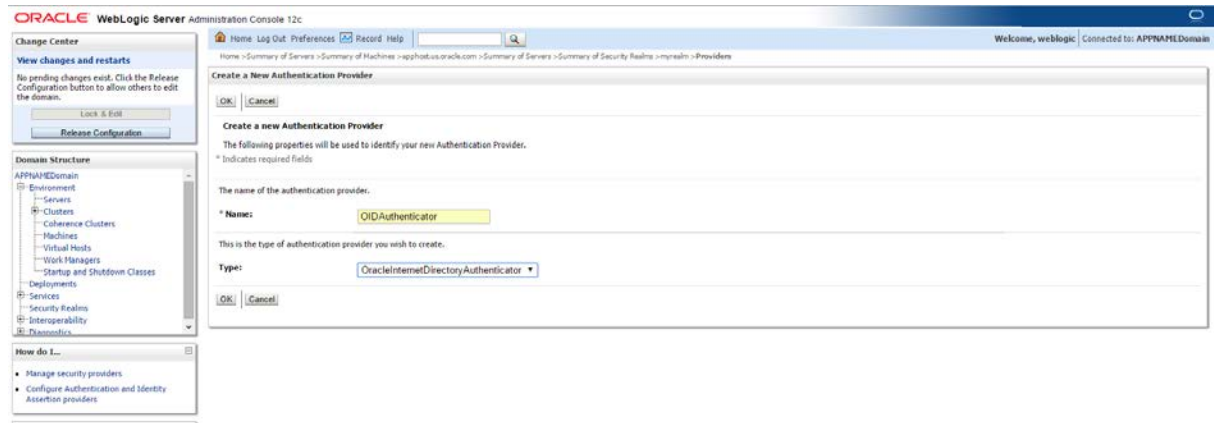 ORACLE WebLogic Server Administration Console 12c
Change Center
View changes and restarts
No pending changes exist. Click the Release
Configuration button to allow others to edit
the domain.
Lock & Edit
Release Configuration
Domain Structure
APPNAMEDomain
Environment
Servers
Clusters
Coherence Clusters
Machines
Virtual Hosts
Work Managers
Startup and Shutdown Classes
Deployments
Services
Security Realms
Interoperability
Diagnostics
How do I...
Manage security providers
Configure Authentication and Identity
Assertion providers
Home Log Out Preferences Record Help
Welcome, weblogic Connected to: APPNAMEDomain
Home >Summary of Servers >Summary of Machines >apphost.us.oracle.com >Summary of Servers >Summary of Security Realms >myrealm >Providers
Create a New Authentication Provider
OK Cancel
Create a new Authentication Provider
The following properties will be used to identify your new Authentication Provider.
* Indicates required fields
The name of the authentication provider.
* Name: OIDAuthenticator
This is the type of authentication provider you wish to create.
Type: OracleInternetDirectoryAuthenticator
OK Cancel